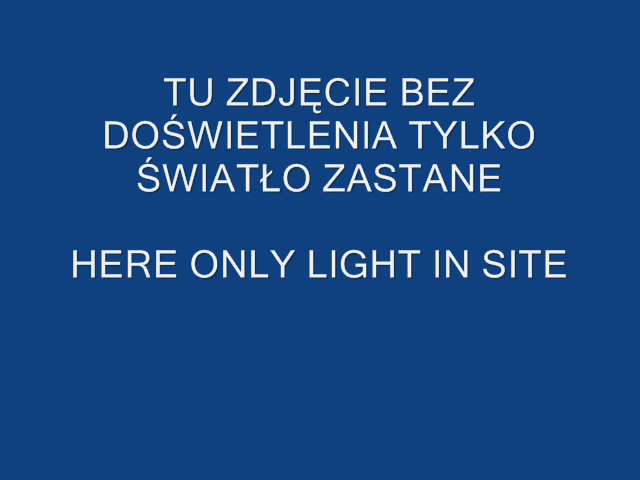 TU ZDJĘCIE BEZ
DOŚWIETLENIA TYLKO
ŚWIATŁO ZASTANE
HERE ONLY LIGHT IN SITE